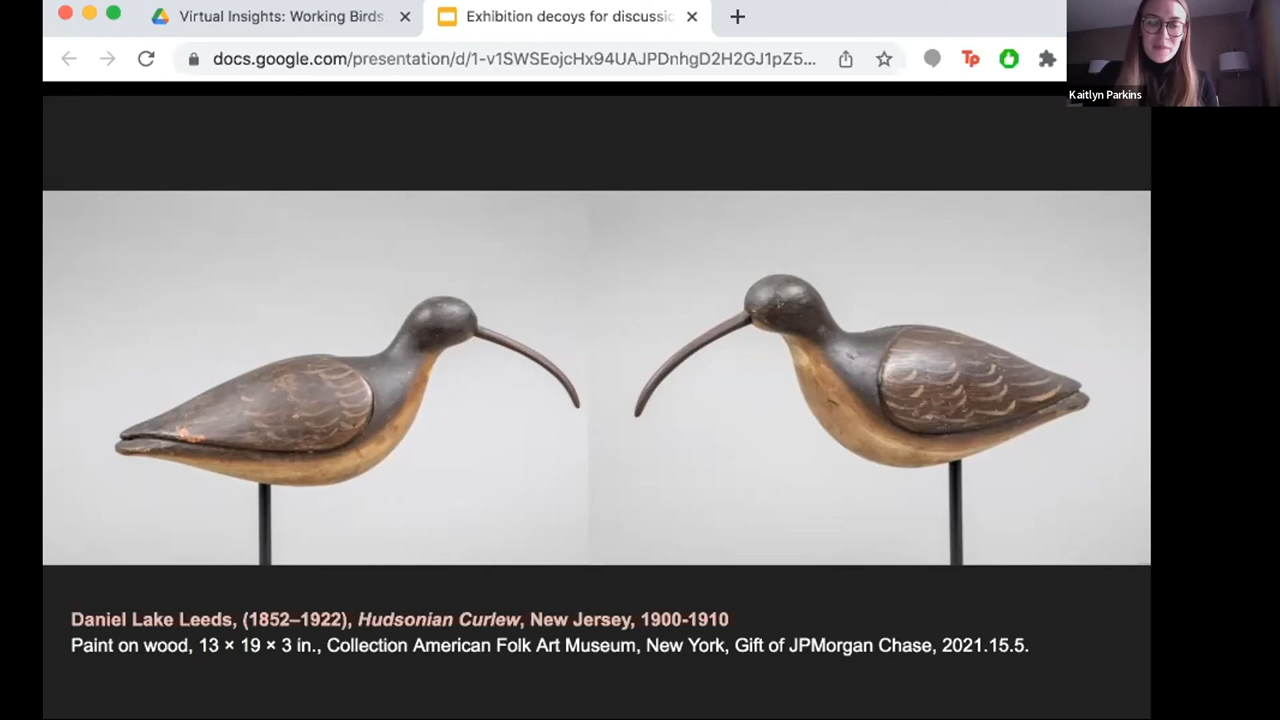 Virtual Insights: Working Birds.
Exhibition decoys for discussic
docs.google.com/presentation/d/1-v1SWSEojcHx94UAJPDnhgD2H2GJ1pZ5...
Tp
Kaitlyn Parkins
Daniel Lake Leeds, (1852–1922), Hudsonian Curlew, New Jersey, 1900-1910
Paint on wood, 13 × 19 × 3 in., Collection American Folk Art Museum, New York, Gift of JPMorgan Chase, 2021.15.5.